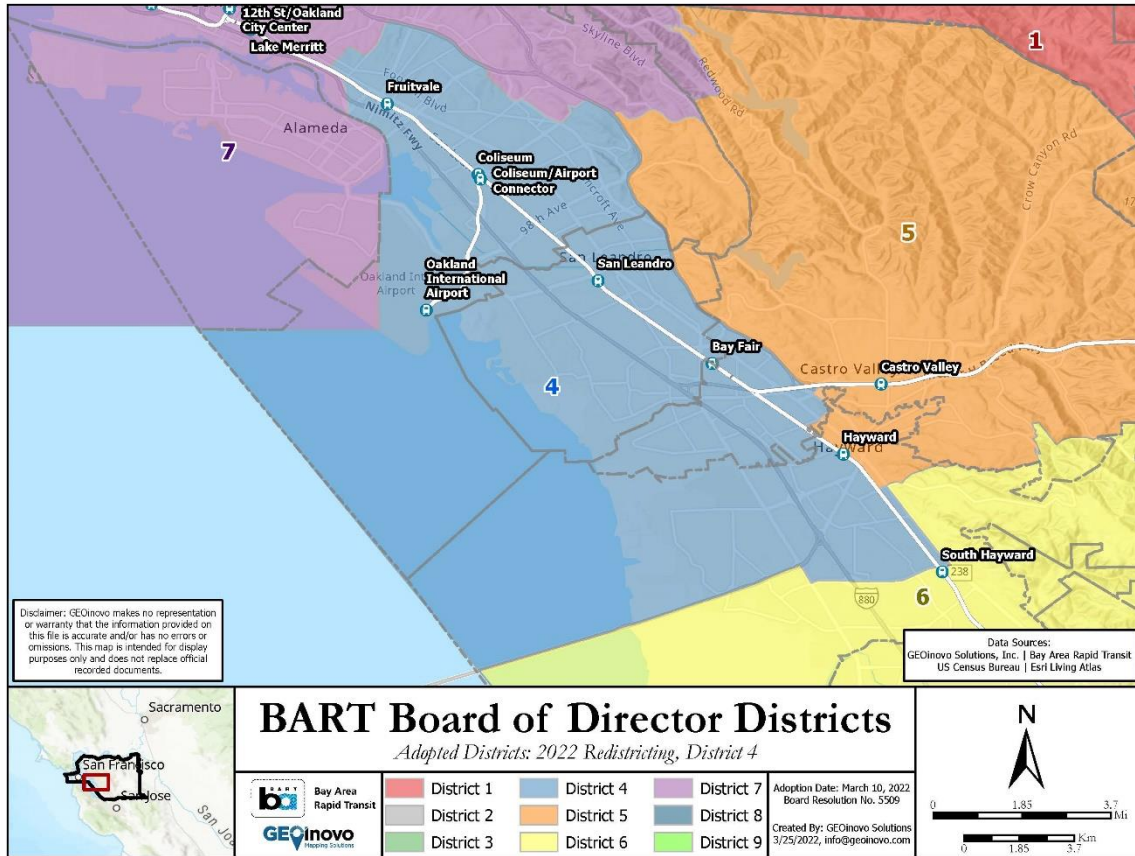 12th St/Oakland
City Center
Lake Merritt
Skyline Blvd
Redwood Rd
1
Fruitvale
Nimitz Fwy
Alameda
7
Crow Canyon Rd
Coliseum
Coliseum/Airport
Connector
98th Ave
5
San Leandro
San Leandro
Oakland
International
Airport
Airport
Bay Fair
Castro Valley
Castro Valley
4
Hayward
Hayward
South Hayward
238
880
6
Disclaimer: GEOinovo makes no representation
or warranty that the information provided on
this file is accurate and/or has no errors or
omissions. This map is intended for display
purposes only and does not replace official
recorded documents.
Data Sources:
GEOinovo Solutions, Inc. | Bay Area Rapid Transit
US Census Bureau | Esri Living Atlas
Sacramento
San Francisco
San Jose
BART Board of Director Districts
Adopted Districts: 2022 Redistricting, District 4
BART
ba
Bay Area
Rapid Transit
GEOinovo
Mapping Solutions
District 1
District 2
District 3
District 4
District 5
District 6
District 7
District 8
District 9
Adoption Date: March 10, 2022
Board Resolution No. 5509
Created By: GEOinovo Solutions
3/25/2022, info@geoinovo.com
N
0 1.85 3.7
Mi
Km
0 1.85 3.7